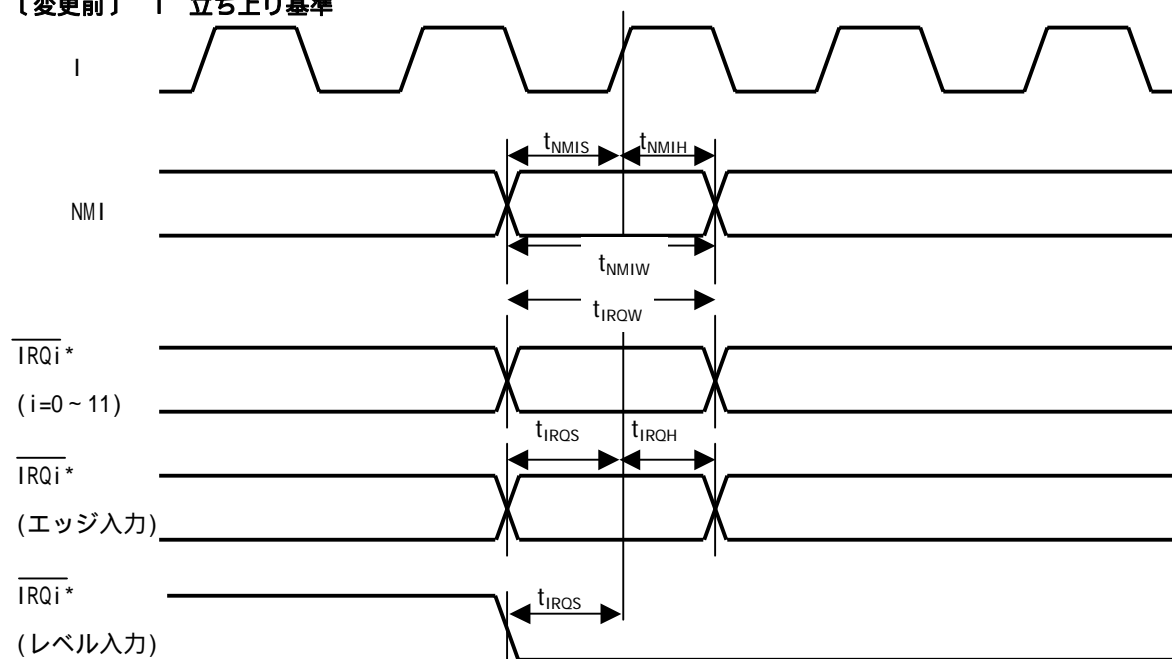 〔変更前〕 I 立ち上り基準
I
tNMIS tNMIH
NMI
tNMIW
tIRQW
IRQi*
(i=0~11)
tIRQS tIRQH
IRQi*
(エッジ入力)
IRQi*
tIRQS
(レベル入力)